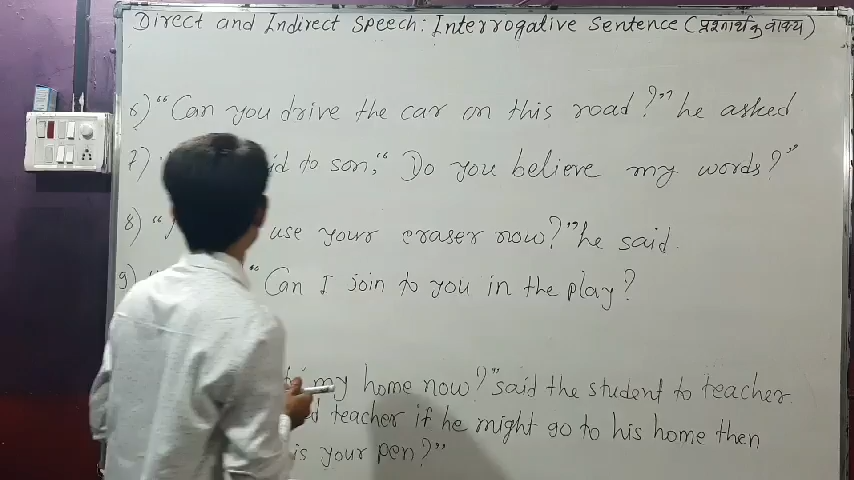 Direct and Indirect Speech: Interrogative Sentence (प्रश्नार्थक वाक्य)
6) “Can you drive the car on this road?” he asked
7) to son, “Do you believe my words?”
8) “ use your eraser now?” he said.
9) “Can I join to you in the play?
my home now?” said the student to teacher.
teacher if he might go to his home then
is your pen?”